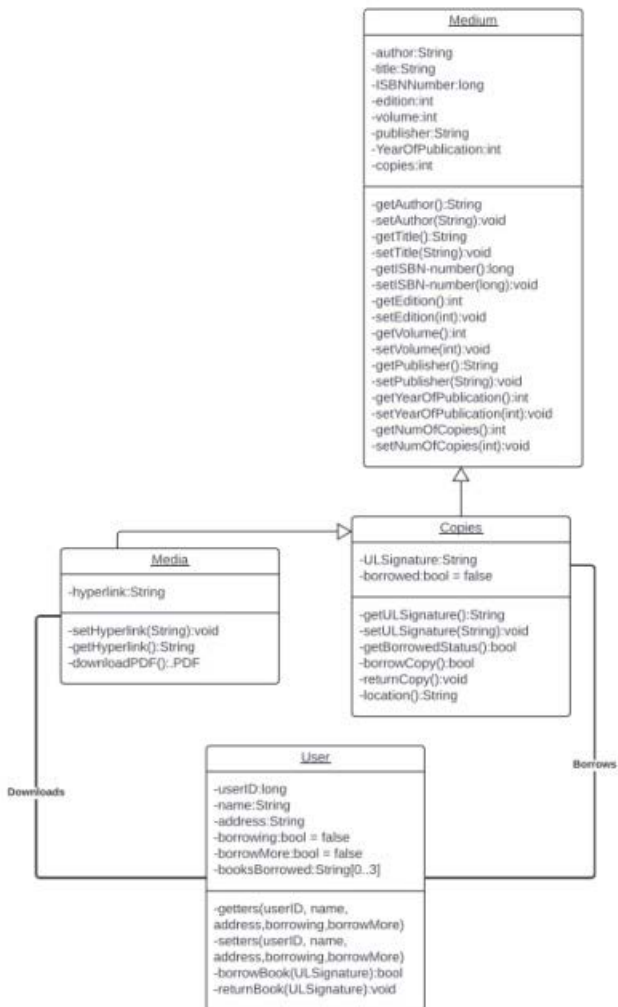 Medium
-author:String
-title:String
-ISBNNumber:long
-edition:int
-volume:int
-publisher:String
-YearOfPublication:int
-copies:int
-getAuthor():String
-setAuthor(String):void
-getTitle():String
-setTitle(String):void
-getISBN-number():long
-setISBN-number(long):void
-getEdition():int
-setEdition(int):void
-getVolume():int
-setVolume(int):void
-getPublisher():String
-setPublisher(String):void
-getYearOfPublication():int
-setYearOfPublication(int):void
-getNumOfCopies():int
-setNumOfCopies(int):void
Media
-hyperlink:String
-setHyperlink(String):void
-getHyperlink():String
-downloadPDF():.PDF
Copies
-ULSignature:String
-borrowed:bool = false
-getULSignature():String
-setULSignature(String):void
-getBorrowedStatus():bool
-borrowCopy():bool
-returnCopy():void
-location():String
Downloads
Borrows
User
-userID:long
-name:String
-address:String
-borrowing:bool = false
-borrowMore:bool = false
-booksBorrowed:String[0..3]
-getters(userID, name,
address,borrowing,borrowMore)
-setters(userID, name,
address,borrowing,borrowMore)
-borrowBook(ULSignature):bool
-returnBook(ULSignature):void